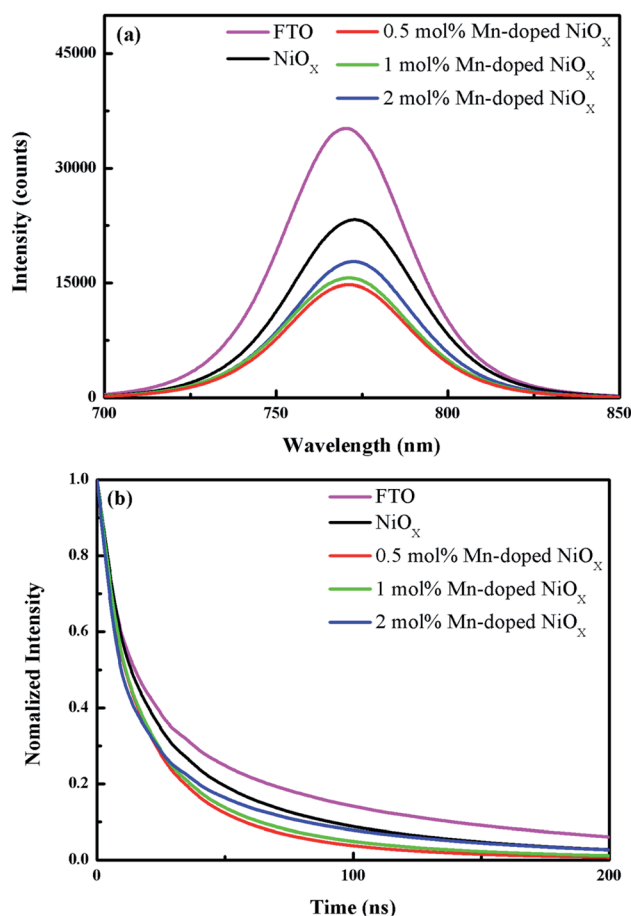 (a)
FTO
NiOX
0.5 mol% Mn-doped NiOX
1 mol% Mn-doped NiOX
2 mol% Mn-doped NiOX
45000
30000
15000
0
Intensity (counts)
700 750 800 850
Wavelength (nm)
(b)
FTO
NiOX
0.5 mol% Mn-doped NiOX
1 mol% Mn-doped NiOX
2 mol% Mn-doped NiOX
1.0
0.8
0.6
0.4
0.2
0.0
Nomalized Intensity
0 100 200
Time (ns)